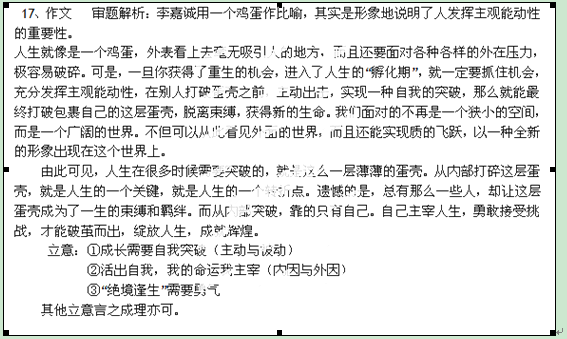 17、作文 审题解析：李嘉诚用一个鸡蛋作比喻，其实是形象地说明了人发挥主观能动性
的重要性。
人生就像是一个鸡蛋，外表看上去毫无吸引人的地方，而且还要面对各种各样的外在压力，
极容易破碎。可是，一旦你获得了重生的机会，进入了人生的“孵化期”，就一定要抓住机会，
充分发挥主观能动性，在别人打破蛋壳之前，主动出击，实现一种自我的突破，那么就能最
终打破包裹自己的这层蛋壳，脱离束缚，获得新的生命。我们面对的不再是一个狭小的空间，
而是一个广阔的世界。不但可以从此看见外面的世界，而且还能实现质的飞跃，以一种全新
的形象出现在这个世界上。
由此可见，人生在很多时候需要突破的，就是这么一层薄薄的蛋壳。从内部打碎这层蛋
壳，就是人生的一个关键，就是人生的一个转折点。遗憾的是，总有那么一些人，却让这层
蛋壳成为了一生的束缚和羁绊。而从内部突破，靠的只有自己。自己主宰人生，勇敢接受挑
战，才能破茧而出，绽放人生，成就辉煌。
立意：①成长需要自我突破（主动与被动）
②活出自我，我的命运我主宰（内因与外因）
③“绝境逢生”需要勇气
其他立意言之成理亦可。